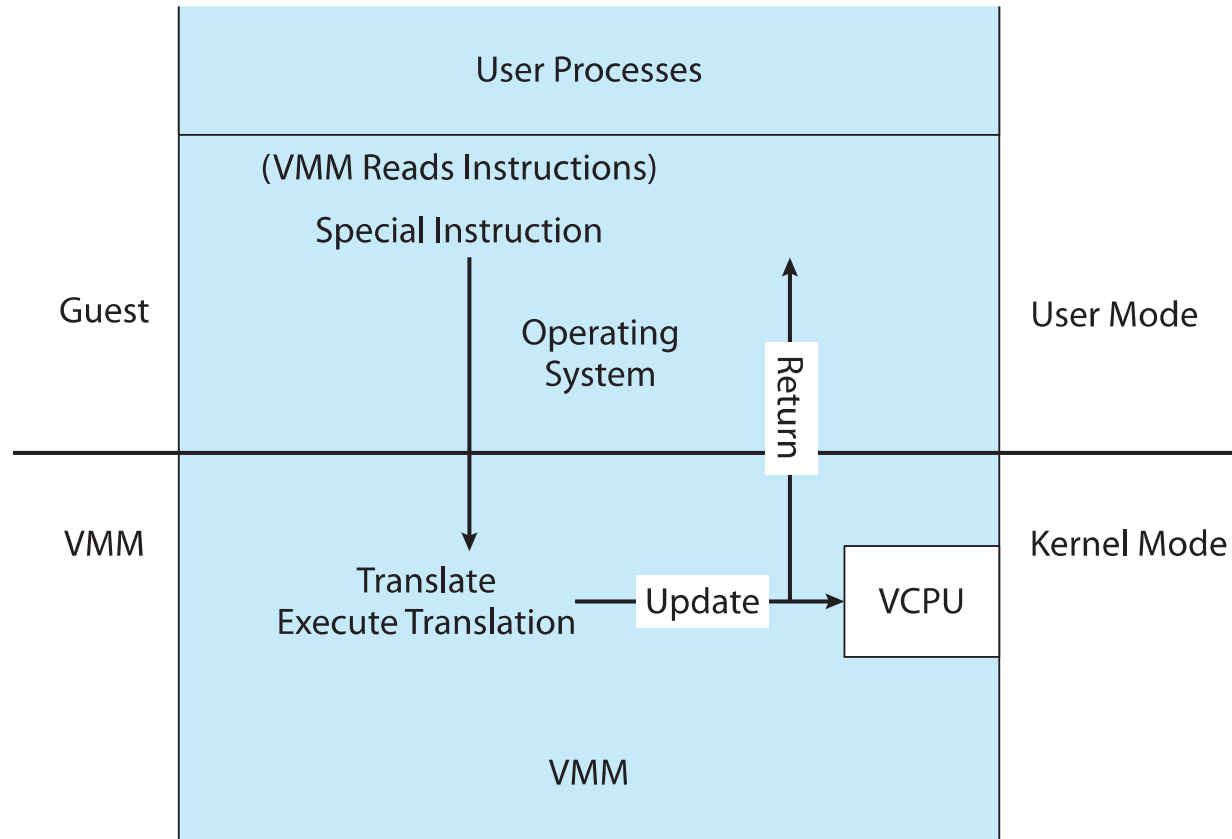 User Processes
(VMM Reads Instructions)
Special Instruction
Guest
Operating
System
Return
User Mode
VMM
Kernel Mode
Translate
Execute Translation
Update
VCPU
VMM